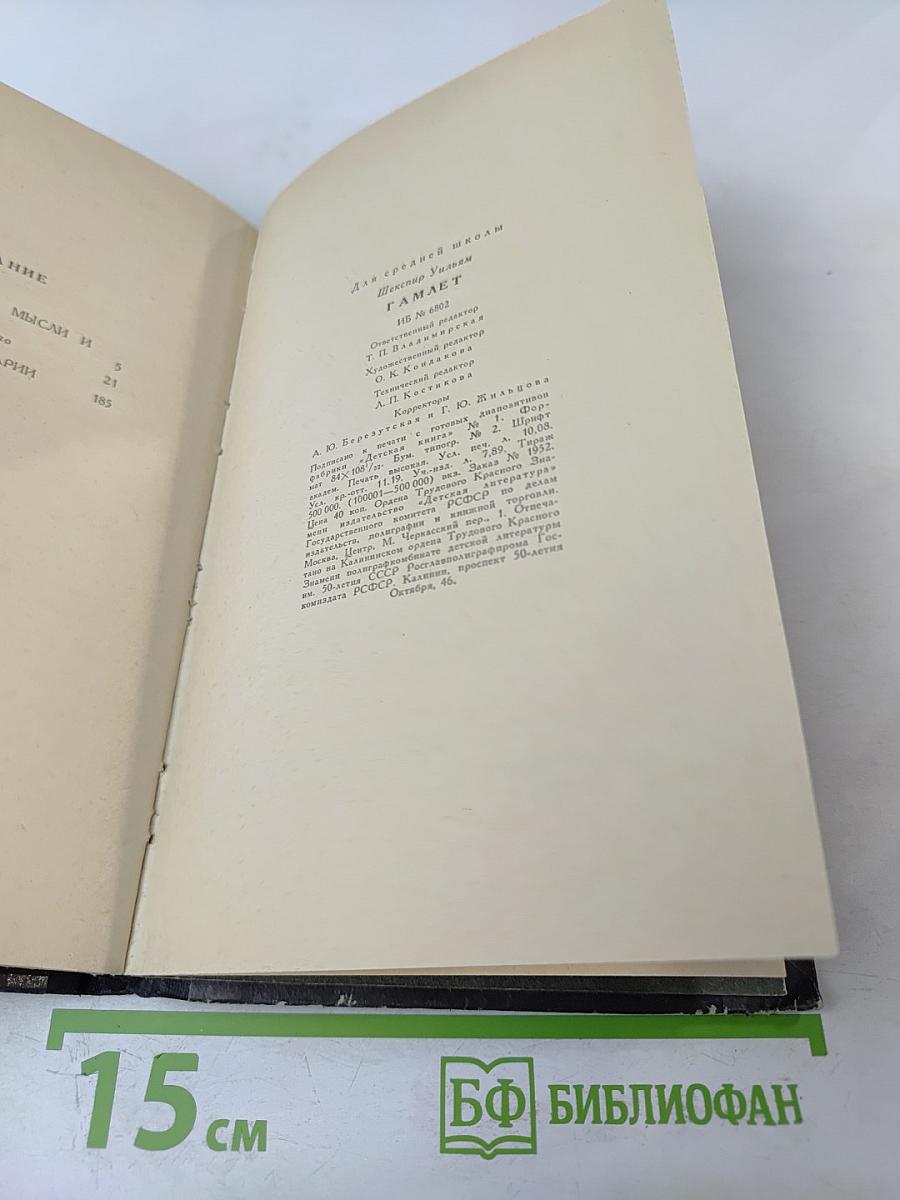 АНИЕ
МЫСЛИ И
5
го
АРИИ
21
185
Для средней школы
Шекспир Уильям
ГАМЛЕТ
ИБ № 6802
Ответственный редактор
Т. П. Владимирская
Художественный редактор
О. К. Кондакова
Технический редактор
Л. П. Костикова
Корректоры
А. Ю. Березутская и Г. Ю. Жильцова
Подписано к печати с готовых диапозитивов
фабрики «Детская книга» № 1. Фор-
мат 84×108¹/₃₂. Бум. типогр. № 2. Шрифт
академ. Печать высокая. Усл. печ. л. 10,08.
Усл. кр.-отт. 11,19. Уч.-изд. л. 7,89. Тираж
500 000. (100001—500 000) экз. Заказ № 1952.
Цена 40 коп. Ордена Трудового Красного Зна-
мени издательство «Детская литература»
Государственного комитета РСФСР по делам
издательств, полиграфии и книжной торговли.
Москва, Центр, М. Черкасский пер., 1. Отпеча-
тано на Калининском ордена Трудового Красного
Знамени полиграфкомбинате детской литературы
им. 50-летия СССР Росглавполиграфпрома Гос-
комиздата РСФСР. Калинин, проспект 50-летия
Октября, 46.
15 см
БФ БИБЛИОФАН